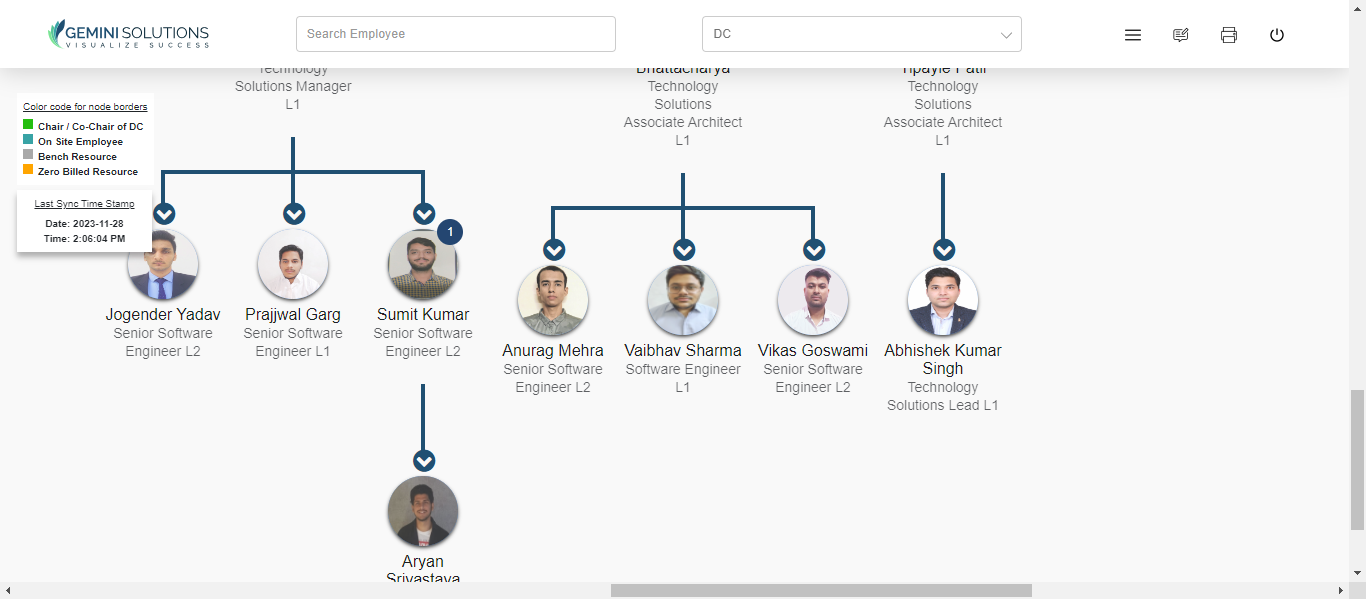 GEMINI SOLUTIONS
VISUALIZE SUCCESS
Search Employee
DC
Technology
Solutions Manager
L1
Bhattacharya
Technology
Solutions
Associate Architect
L1
Patil
Technology
Solutions
Associate Architect
L1
Color code for node borders
Chair / Co-Chair of DC
On Site Employee
Bench Resource
Zero Billed Resource
Last Sync Time Stamp
Date: 2023-11-28
Time: 2:06:04 PM
1
Jogender Yadav
Senior Software
Engineer L2
Prajjwal Garg
Senior Software
Engineer L1
Sumit Kumar
Senior Software
Engineer L2
Anurag Mehra
Senior Software
Engineer L2
Vaibhav Sharma
Software Engineer
L1
Vikas Goswami
Senior Software
Engineer L2
Abhishek Kumar
Singh
Technology
Solutions Lead L1
Aryan
Srivastava